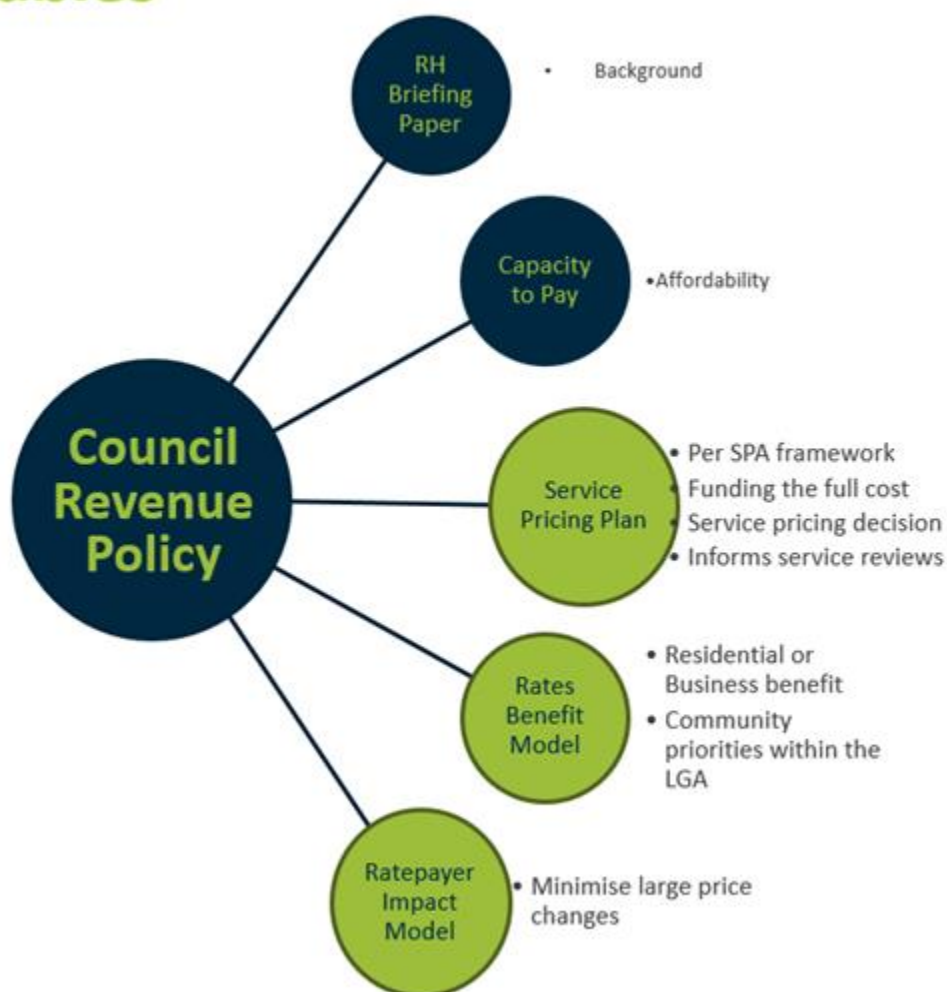 RH
Briefing
Paper
• Background
Capacity
to Pay
•Affordability
Council
Revenue
Policy
Service
Pricing Plan
• Per SPA framework
• Funding the full cost
• Service pricing decision
• Informs service reviews
Rates
Benefit
Model
• Residential or
Business benefit
• Community
priorities within the
LGA
Ratepayer
Impact
Model
• Minimise large price
changes